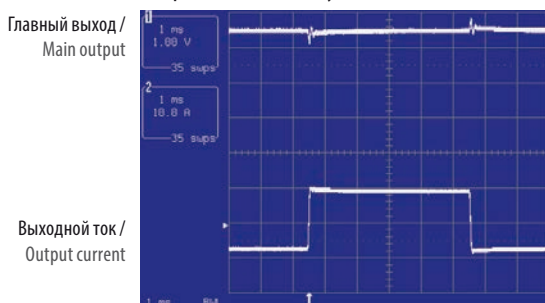 Главный выход /
Main output
1
1 ms
1.00 V
35 swps
2
1 ms
10.0 A
35 swps
Выходной ток /
Output current
1 ms